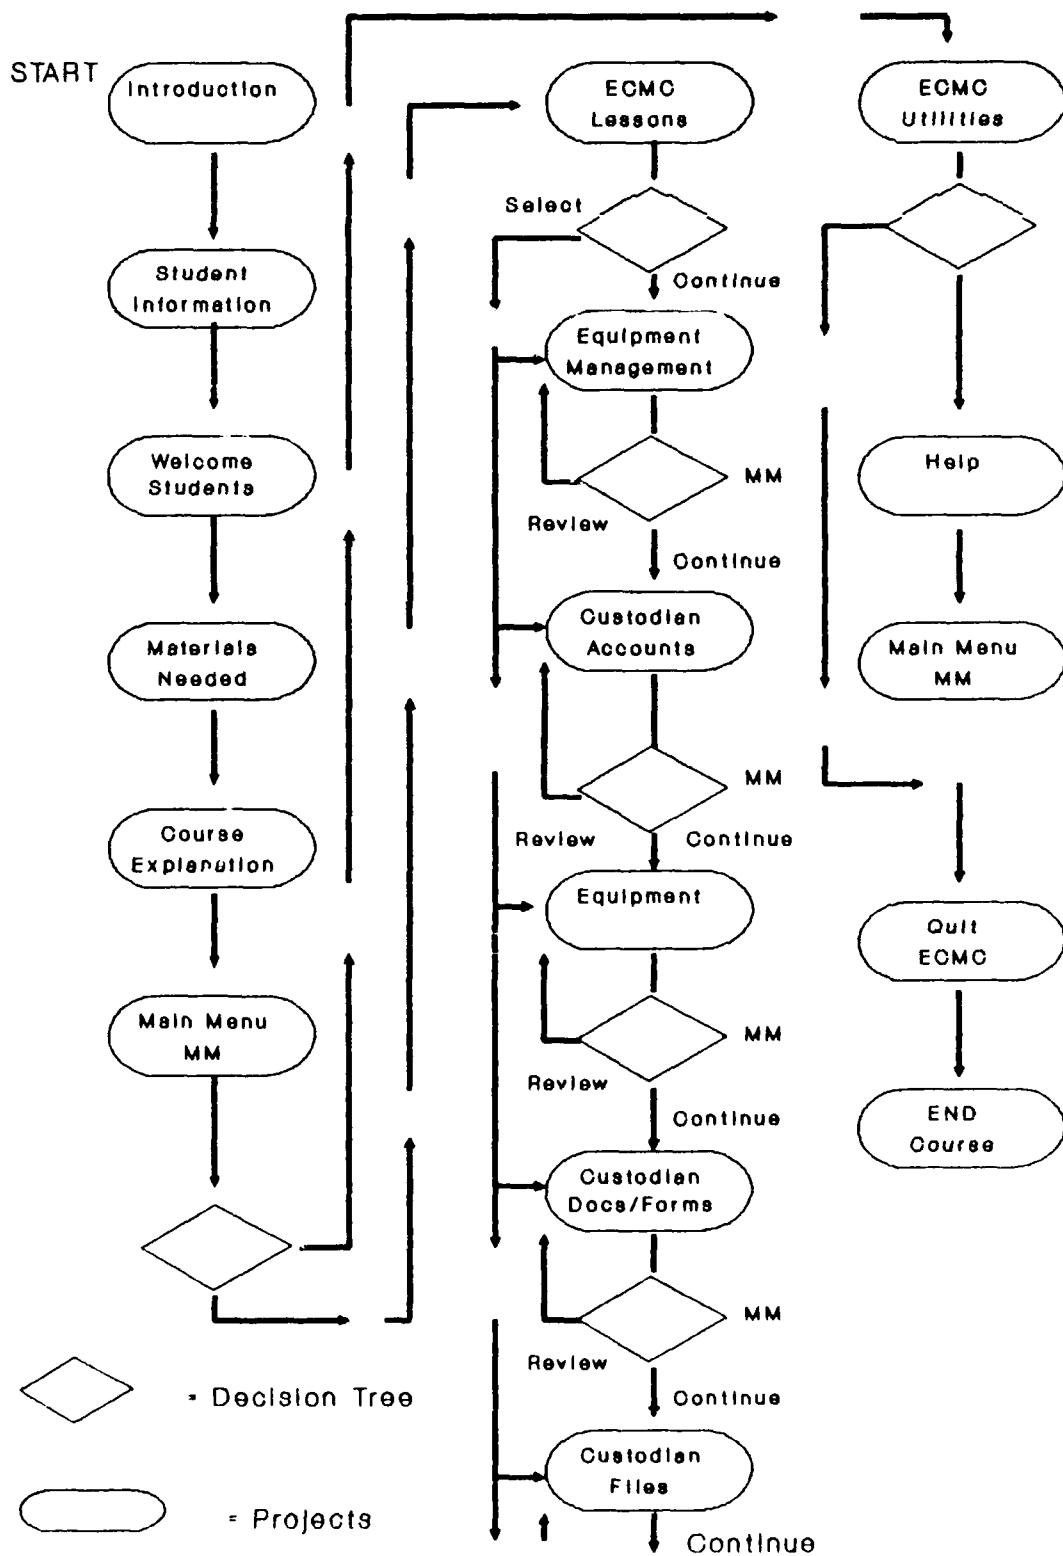 START
Introduction
Student
Information
Welcome
Students
Materials
Needed
Course
Explanation
Main Menu
MM
= Decision Tree
= Projects
ECMC
Lessons
Select
Continue
Equipment
Management
MM
Review
Continue
Custodian
Accounts
MM
Review
Continue
Equipment
MM
Review
Continue
Custodian
Docs/Forms
MM
Review
Continue
Custodian
Files
Continue
ECMC
Utilities
Help
Main Menu
MM
Quit
ECMC
END
Course